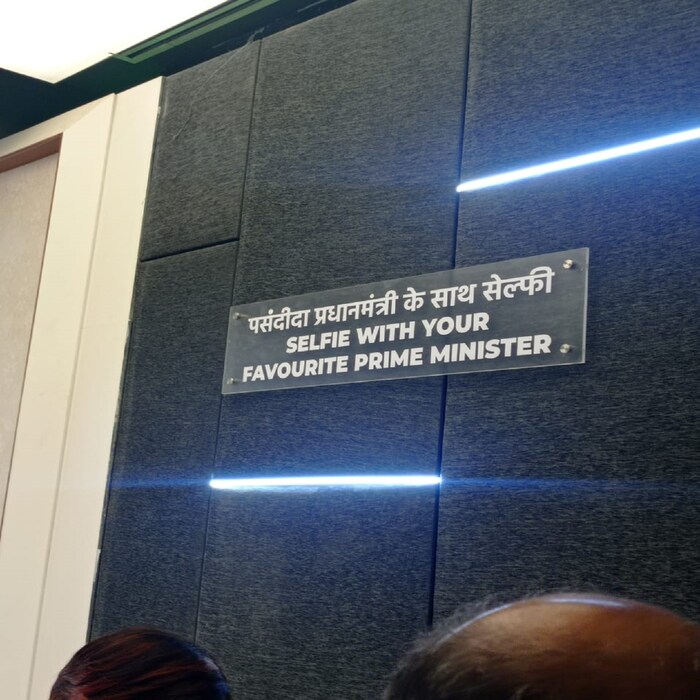 पसंदीदा प्रधानमंत्री के साथ सेल्फी
SELFIE WITH YOUR
FAVOURITE PRIME MINISTER